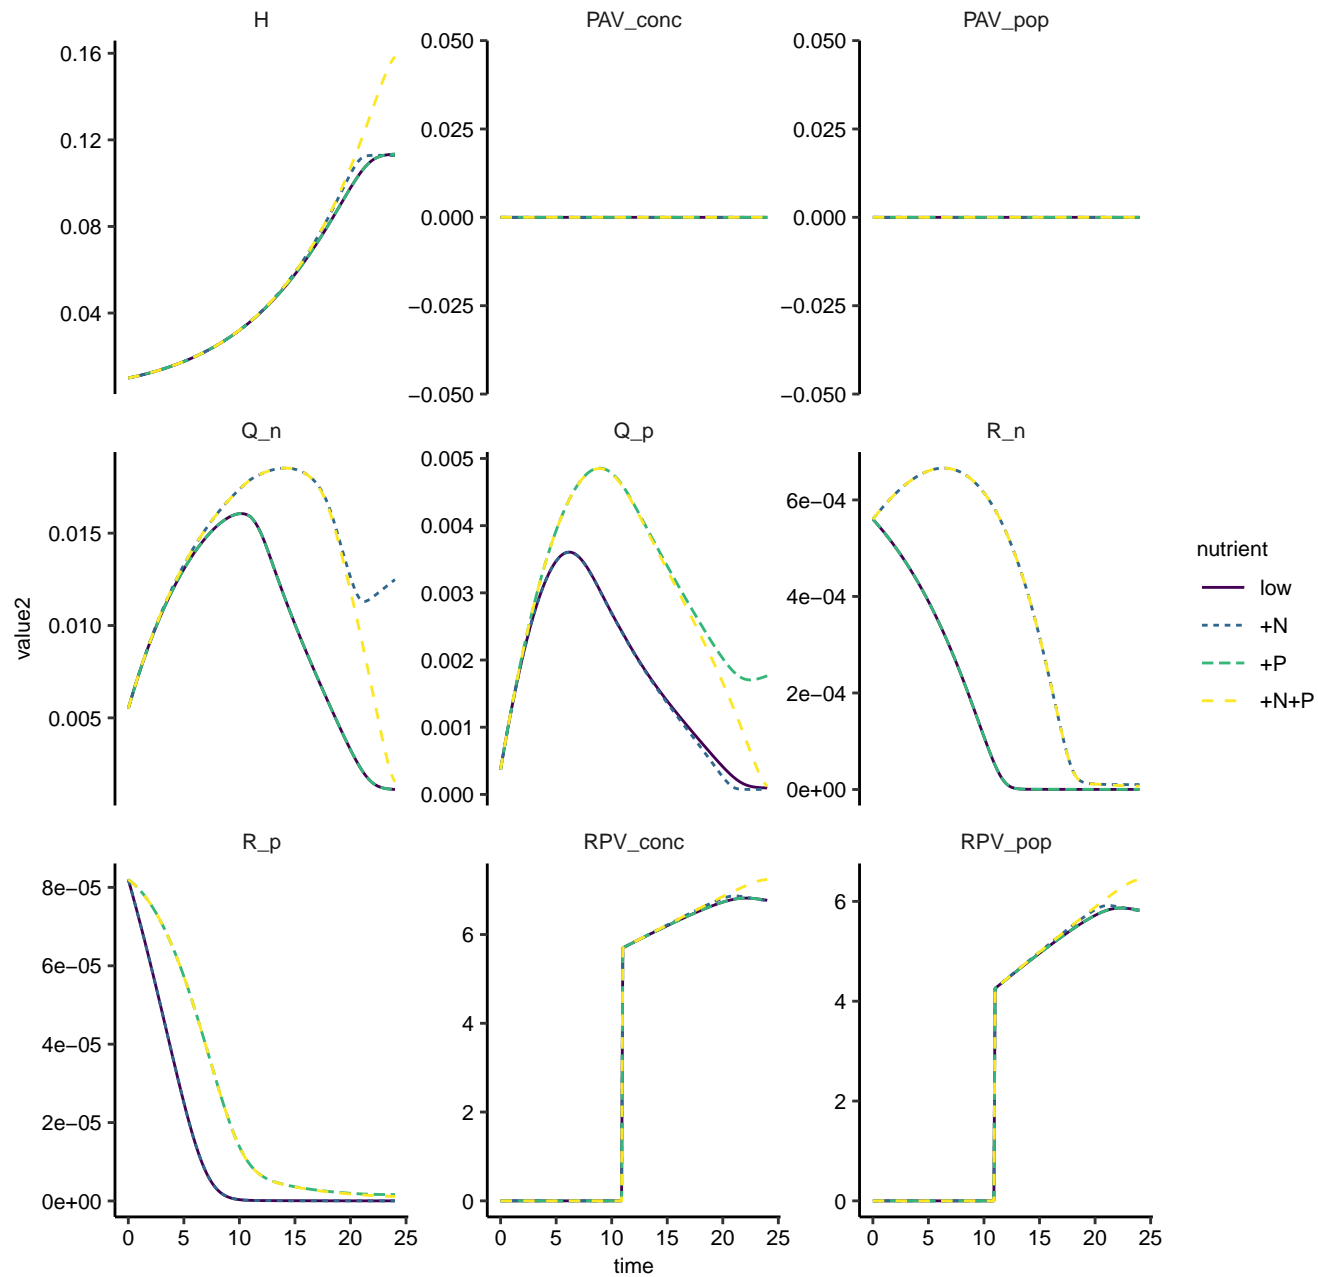 H
PAV_conc
PAV_pop
0.16
0.12
0.08
0.04
0.050
0.025
0.000
−0.025
−0.050
0.050
0.025
0.000
−0.025
−0.050
Q_n
Q_p
R_n
0.015
0.010
0.005
0.005
0.004
0.003
0.002
0.001
0.000
6e−04
4e−04
2e−04
0e+00
R_p
RPV_conc
RPV_pop
8e−05
6e−05
4e−05
2e−05
0e+00
6
4
2
0
6
4
2
0
0 5 10 15 20 25
0 5 10 15 20 25
0 5 10 15 20 25
time
value2
nutrient
low
+N
+P
+N+P